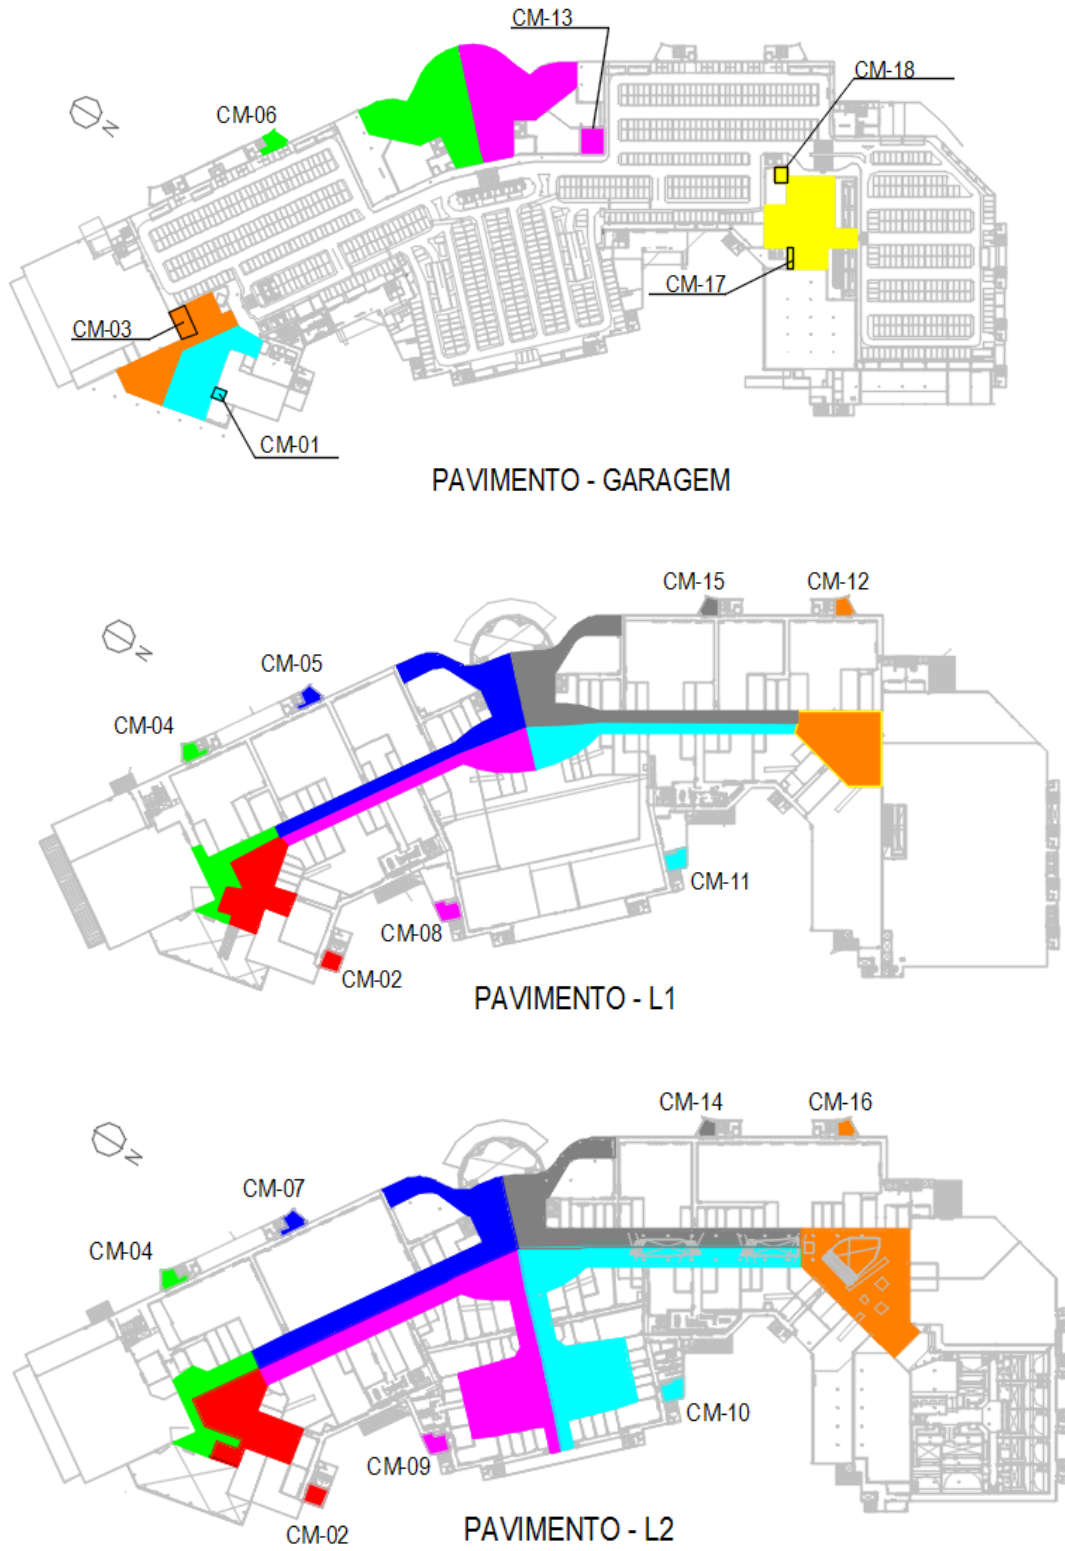 CM-13
CM-18
CM-06
N
CM-17
CM-03
CM-01
PAVIMENTO - GARAGEM
CM-15
CM-12
N
CM-05
CM-04
CM-11
CM-08
CM-02
PAVIMENTO - L1
CM-14
CM-16
N
CM-07
CM-04
CM-10
CM-09
CM-02
PAVIMENTO - L2